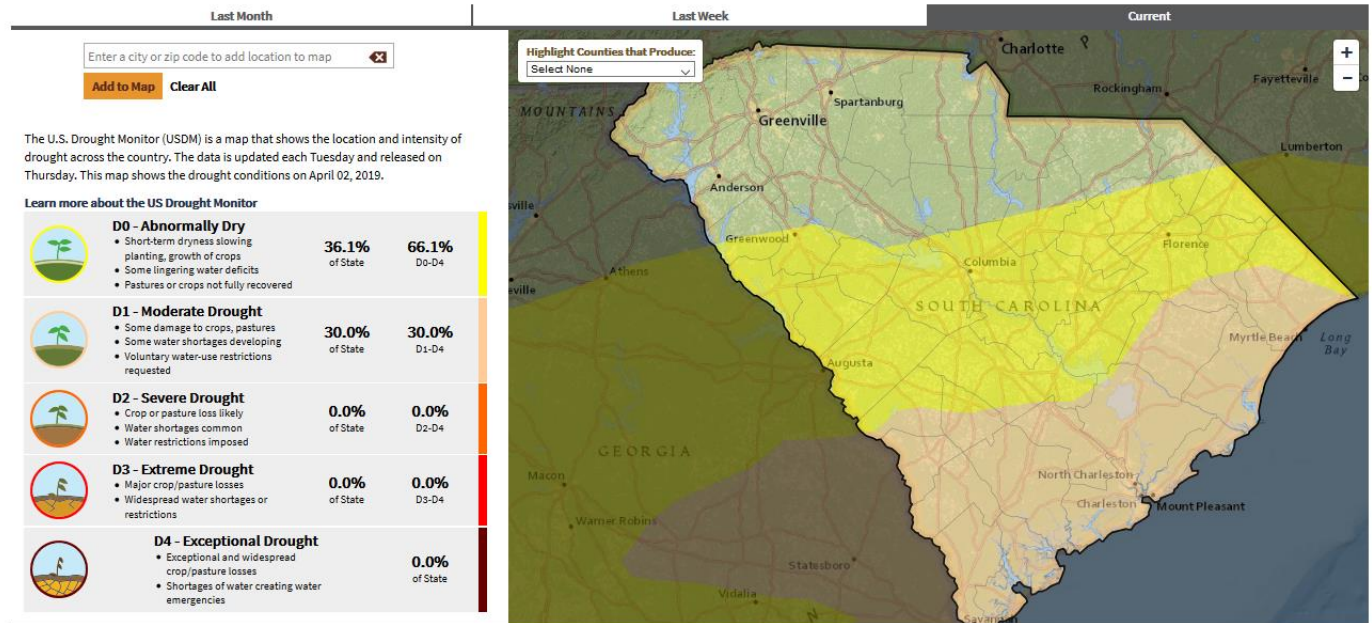 Last Month
Last Week
Current
Enter a city or zip code to add location to map
Add to Map
Clear All
The U.S. Drought Monitor (USDM) is a map that shows the location and intensity of
drought across the country. The data is updated each Tuesday and released on
Thursday. This map shows the drought conditions on April 02, 2019.
Learn more about the US Drought Monitor
D0 - Abnormally Dry
• Short-term dryness slowing
planting, growth of crops
• Some lingering water deficits
• Pastures or crops not fully recovered
36.1%
of State
66.1%
D0-D4
D1 - Moderate Drought
• Some damage to crops, pastures
• Some water shortages developing
• Voluntary water-use restrictions
requested
30.0%
of State
30.0%
D1-D4
D2 - Severe Drought
• Crop or pasture loss likely
• Water shortages common
• Water restrictions imposed
0.0%
of State
0.0%
D2-D4
D3 - Extreme Drought
• Major crop/pasture losses
• Widespread water shortages or
restrictions
0.0%
of State
0.0%
D3-D4
D4 - Exceptional Drought
• Exceptional and widespread
crop/pasture losses
• Shortages of water creating water
emergencies
0.0%
of State
Highlight Counties that Produce:
Select None
+
−
Charlotte
P
Fayetteville
Rockingham
MOUNTAINS
Spartanburg
Greenville
Lumberton
Anderson
ville
Greenwood
Florence
Athens
Columbia
eville
SOUTH CAROLINA
Myrtle Beach
Long
Bay
Augusta
GEORGIA
Macon
North Charleston
Charleston
Mount Pleasant
Warner Robins
Statesboro
Vidalia
N
Savannah